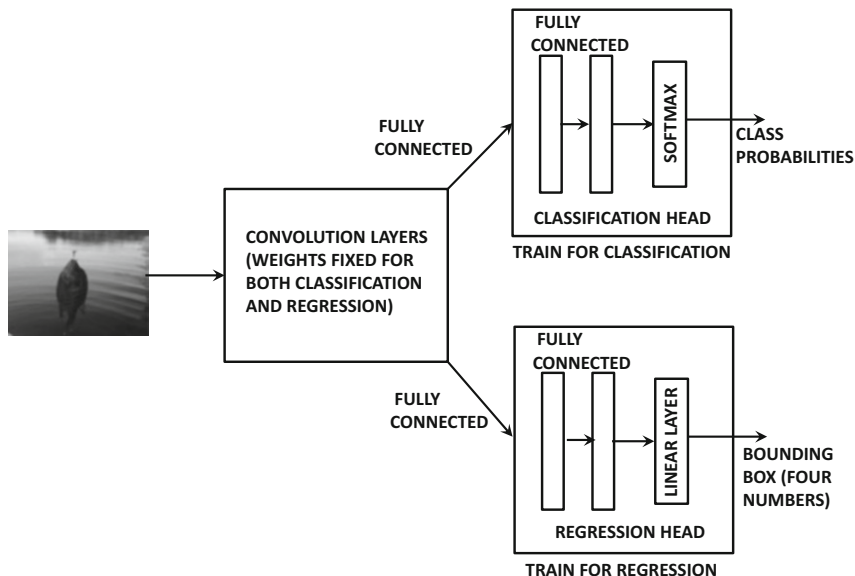 FULLY
CONNECTED
SOFTMAX
CLASSIFICATION HEAD
TRAIN FOR CLASSIFICATION
CLASS
PROBABILITIES
FULLY
CONNECTED
CONVOLUTION LAYERS
(WEIGHTS FIXED FOR
BOTH CLASSIFICATION
AND REGRESSION)
FULLY
CONNECTED
FULLY
CONNECTED
LINEAR LAYER
REGRESSION HEAD
TRAIN FOR REGRESSION
BOUNDING
BOX (FOUR
NUMBERS)